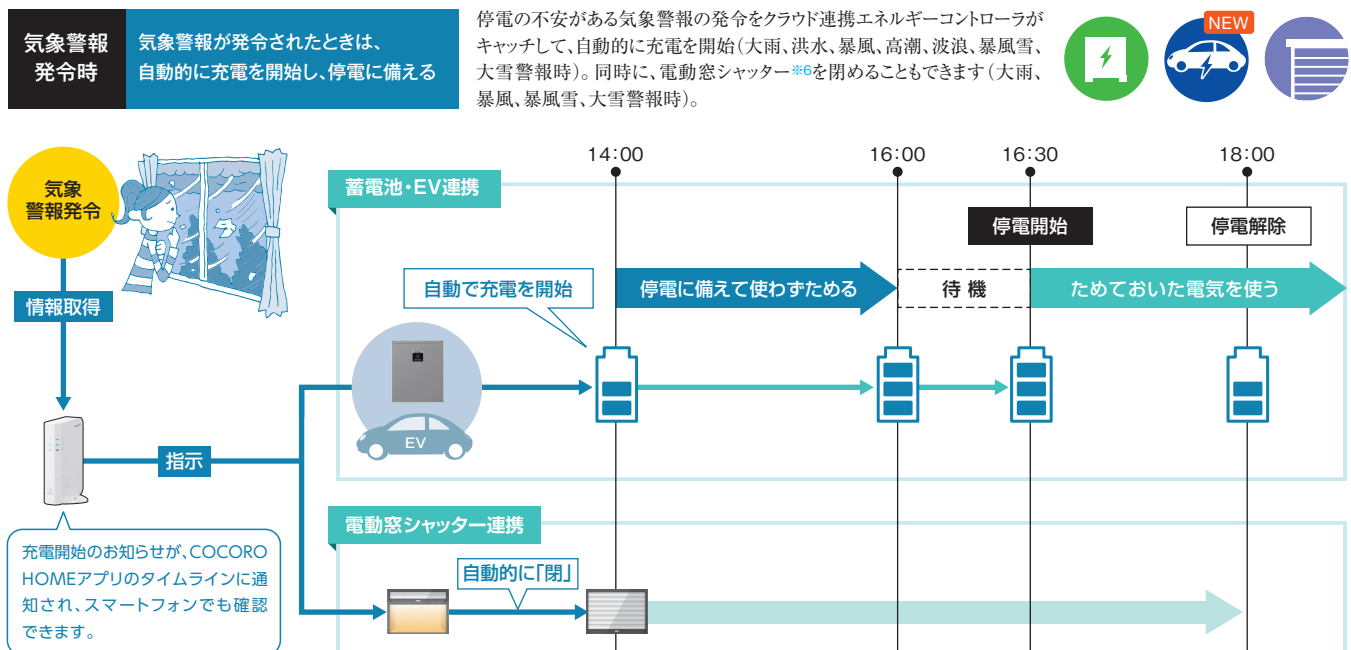 気象警報
発令時
気象警報が発令されたときは、
自動的に充電を開始し、停電に備える
停電の不安がある気象警報の発令をクラウド連携エネルギーコントローラが
キャッチして、自動的に充電を開始(大雨、洪水、暴風、高潮、波浪、暴風雪、
大雪警報時)。同時に、電動窓シャッター※6を閉めることもできます(大雨、
暴風、暴風雪、大雪警報時)。
NEW
14:00
16:00
16:30
18:00
気象
警報発令
蓄電池・EV連携
停電開始
停電解除
情報取得
自動で充電を開始
停電に備えて使わずためる
待機
ためておいた電気を使う
EV
指示
電動窓シャッター連携
自動的に「閉」
充電開始のお知らせが、COCORO
HOMEアプリのタイムラインに通
知され、スマートフォンでも確認
できます。